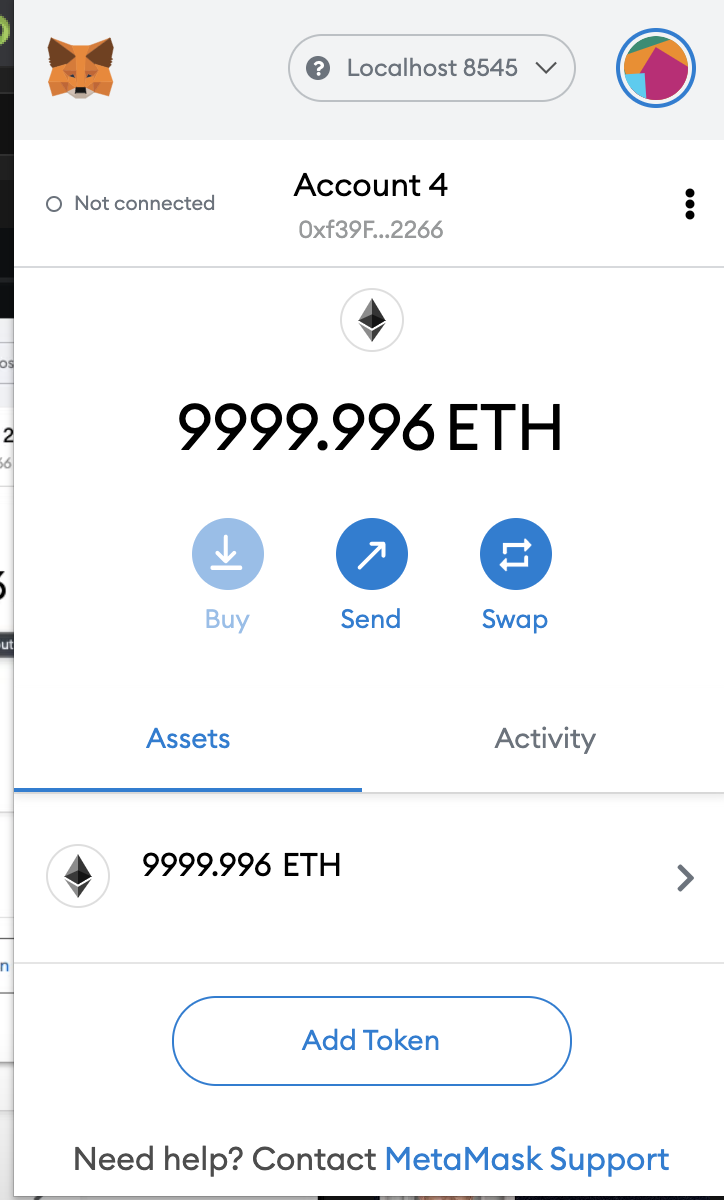 Localhost 8545
Not connected
Account 4
0xf39F...2266
9999.996 ETH
Buy
Send
Swap
Assets
Activity
9999.996 ETH
Add Token
Need help? Contact MetaMask Support